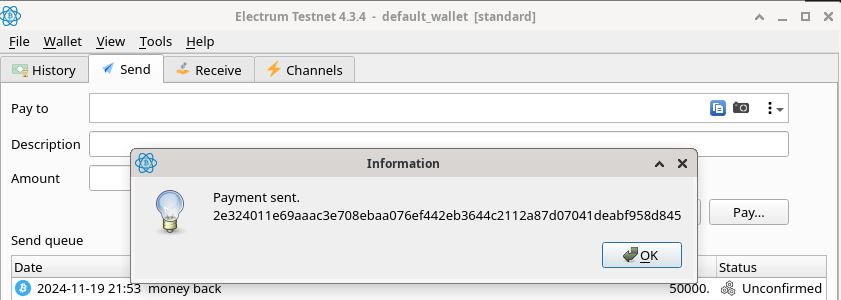 Electrum Testnet 4.3.4 - default_wallet [standard]
File Wallet View Tools Help
History Send Receive Channels
Pay to
Description
Amount
Information
Payment sent.
2e324011e69aaac3e708ebaa076ef442eb3644c2112a87d07041deabf958d845
Pay...
OK
Send queue
Date Status
2024-11-19 21:53 money back 50000. Unconfirmed